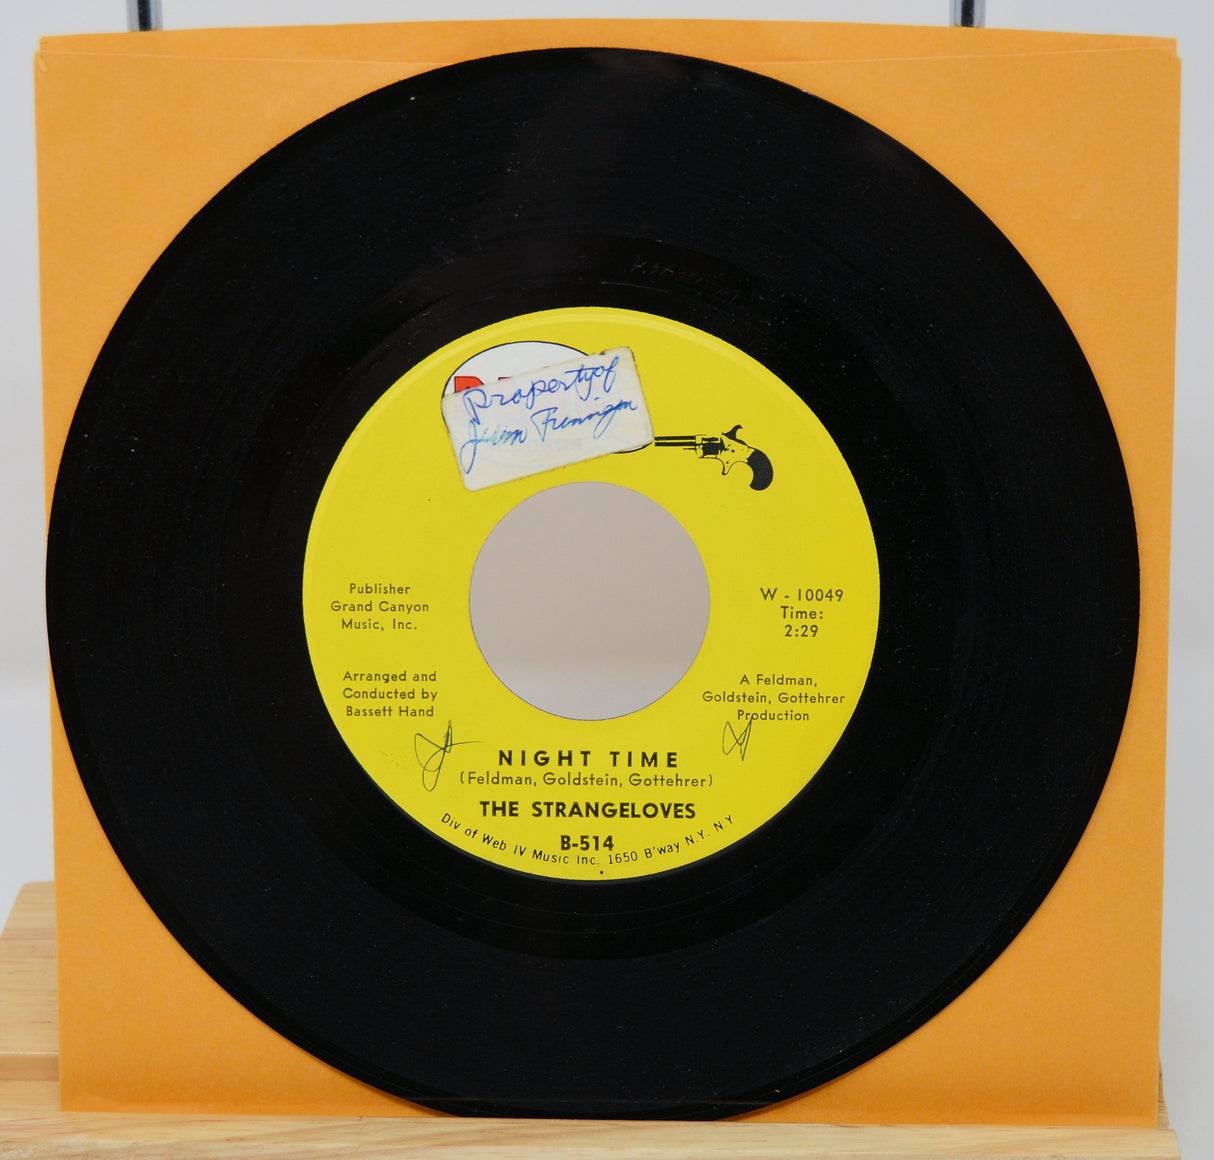 Property of
Jim Finnigan
Publisher
Grand Canyon
Music, Inc.
W - 10049
Time:
2:29
Arranged and
Conducted by
Bassett Hand
A Feldman,
Goldstein, Gottehrer
Production
NIGHT TIME
(Feldman, Goldstein, Gottehrer)
THE STRANGELOVES
B-514
Div of Web IV Music Inc. 1650 B'way N.Y. N.Y